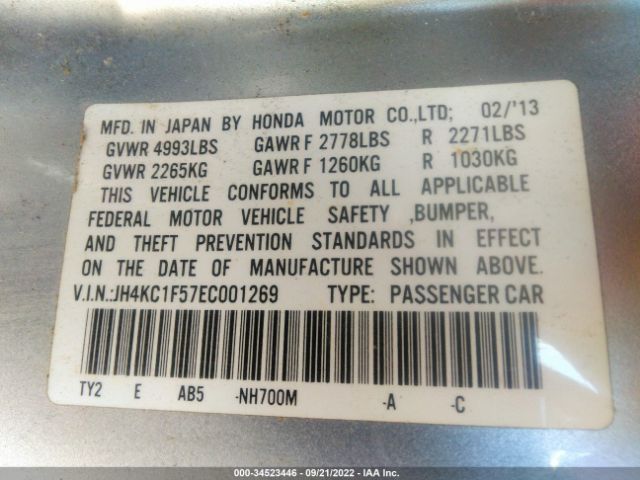 MFD. IN JAPAN BY HONDA MOTOR CO.,LTD; 02/'13
GVWR 4993LBS GAWR F 2778LBS R 2271LBS
GVWR 2265KG GAWR F 1260KG R 1030KG
THIS VEHICLE CONFORMS TO ALL APPLICABLE
FEDERAL MOTOR VEHICLE SAFETY ,BUMPER,
AND THEFT PREVENTION STANDARDS IN EFFECT
ON THE DATE OF MANUFACTURE SHOWN ABOVE.
V.I.N.:JH4KC1F57EC001269 TYPE: PASSENGER CAR
TY2 E AB5 -NH700M -A -C
000-34523446 - 09/21/2022 - IAA Inc.